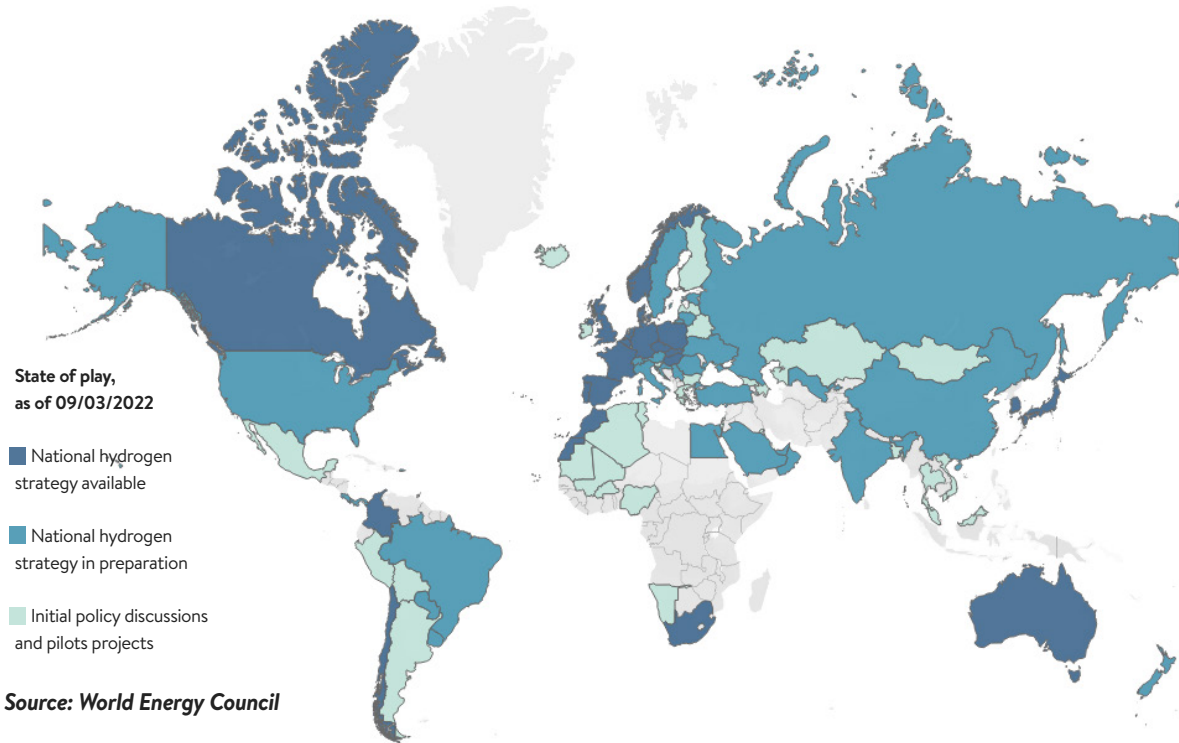 State of play,
as of 09/03/2022
National hydrogen
strategy available
National hydrogen
strategy in preparation
Initial policy discussions
and pilots projects
Source: World Energy Council